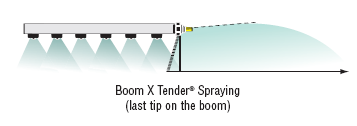 Boom X Tender® Spraying
(last tip on the boom)